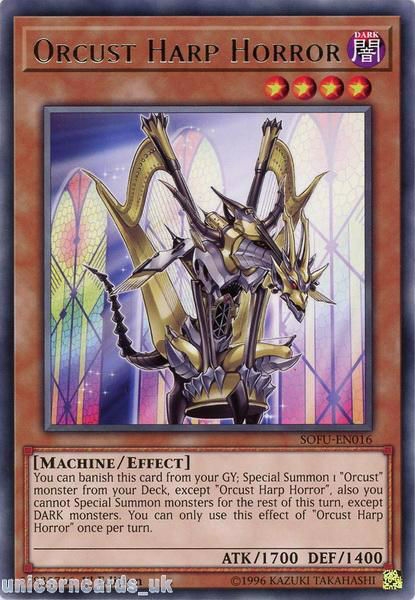 ORCUST HARP HORROR
DARK
闇
SOFU-EN016
[MACHINE/EFFECT]
You can banish this card from your GY; Special Summon 1 "Orcust"
monster from your Deck, except "Orcust Harp Horror", also you
cannot Special Summon monsters for the rest of this turn, except
DARK monsters. You can only use this effect of "Orcust Harp
Horror" once per turn.
ATK/1700 DEF/1400
unicorncards_uk
©1996 KAZUKI TAKAHASHI